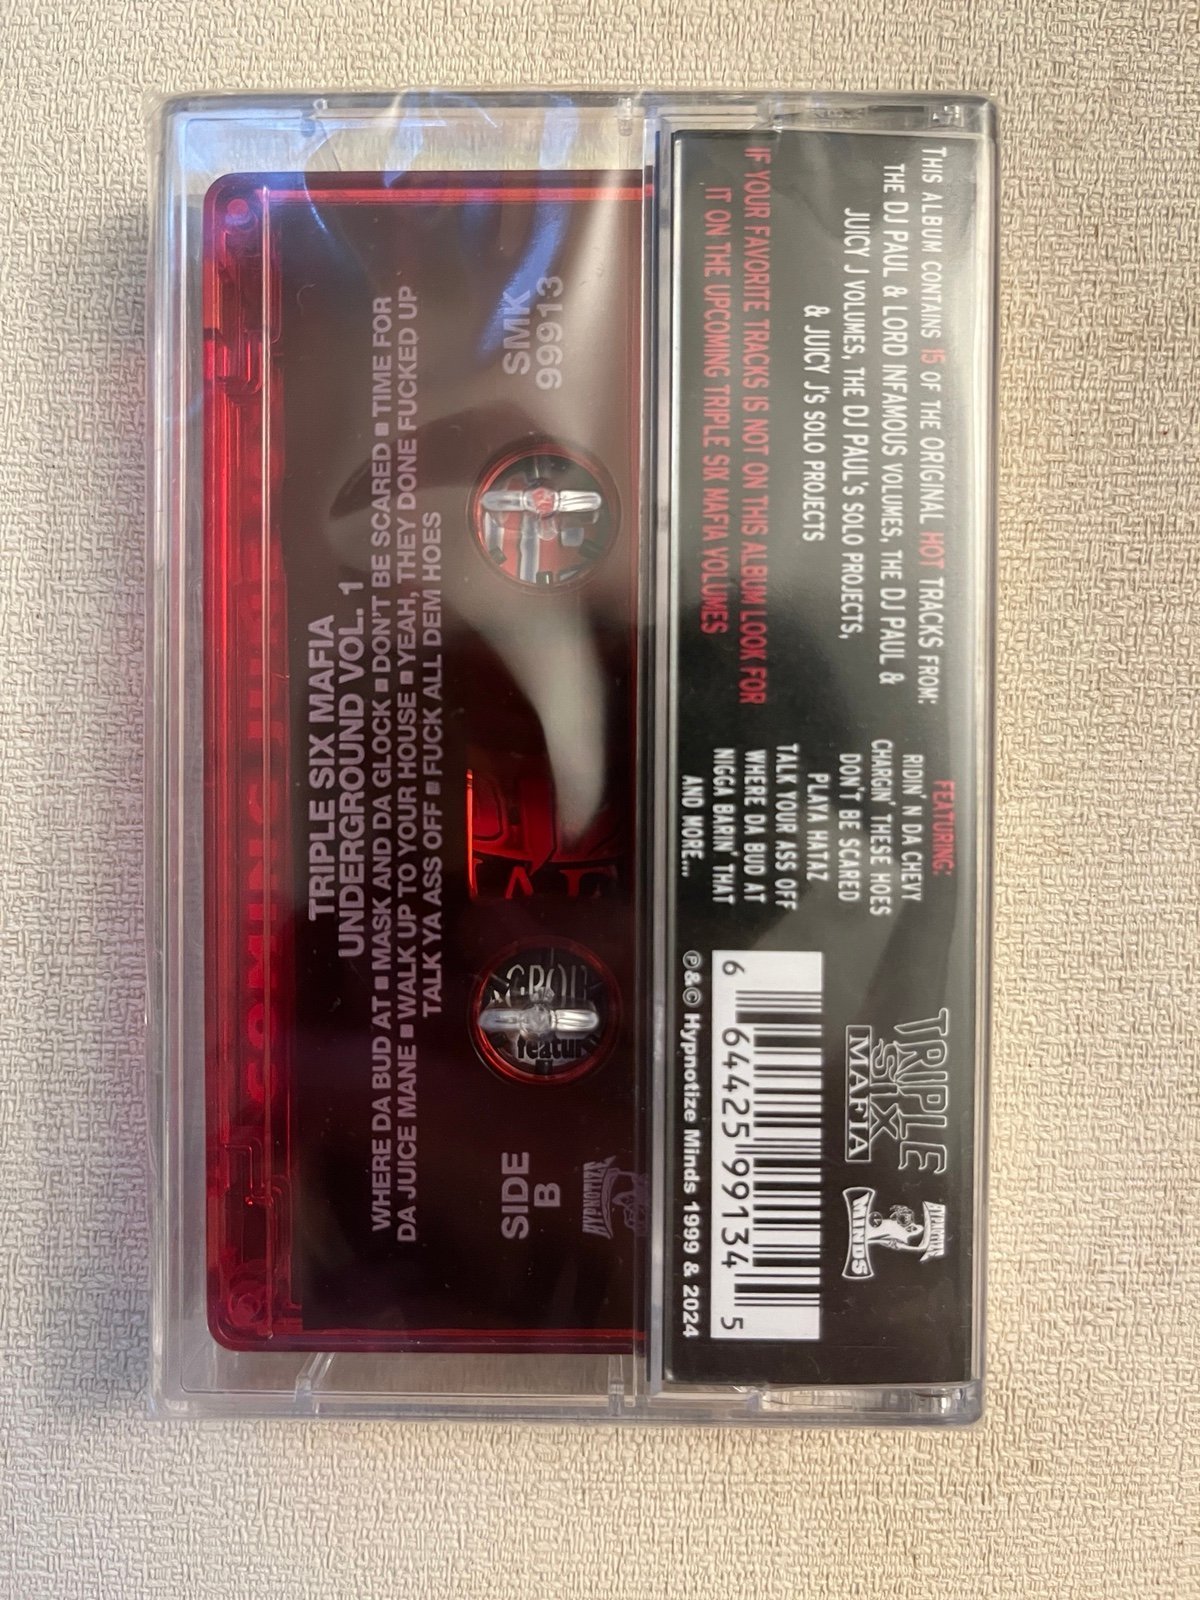 THIS ALBUM CONTAINS 15 OF THE ORIGINAL HOT TRACKS FROM:
THE DJ PAUL & LORD INFAMOUS VOLUMES, THE DJ PAUL &
JUICY J VOLUMES, THE DJ PAUL'S SOLO PROJECTS,
& JUICY J'S SOLO PROJECTS
IF YOUR FAVORITE TRACKS IS NOT ON THIS ALBUM LOOK FOR
IT ON THE UPCOMING TRIPLE SIX MAFIA VOLUMES
FEATURING:
RIDIN' N DA CHEVY
CHARGIN' THESE HOES
DON'T BE SCARED
PLAYA HATAZ
TALK YOUR ASS OFF
WHERE DA BUD AT
NIGGA BARIN' THAT
AND MORE...
TRIPLE
SIX
MAFIA
HYPNOTIZE
MINDS
6 64425 99134 5
℗&© Hypnotize Minds 1999 & 2024
SIDE
B
HYPNOTIZE
SMK
99913
GROU
featur
TRIPLE SIX MAFIA
UNDERGROUND VOL. 1
WHERE DA BUD AT ■ MASK AND DA GLOCK ■ DON'T BE SCARED ■ TIME FOR
DA JUICE MANE ■ WALK UP TO YOUR HOUSE ■ YEAH, THEY DONE FUCKED UP
TALK YA ASS OFF ■ FUCK ALL DEM HOES